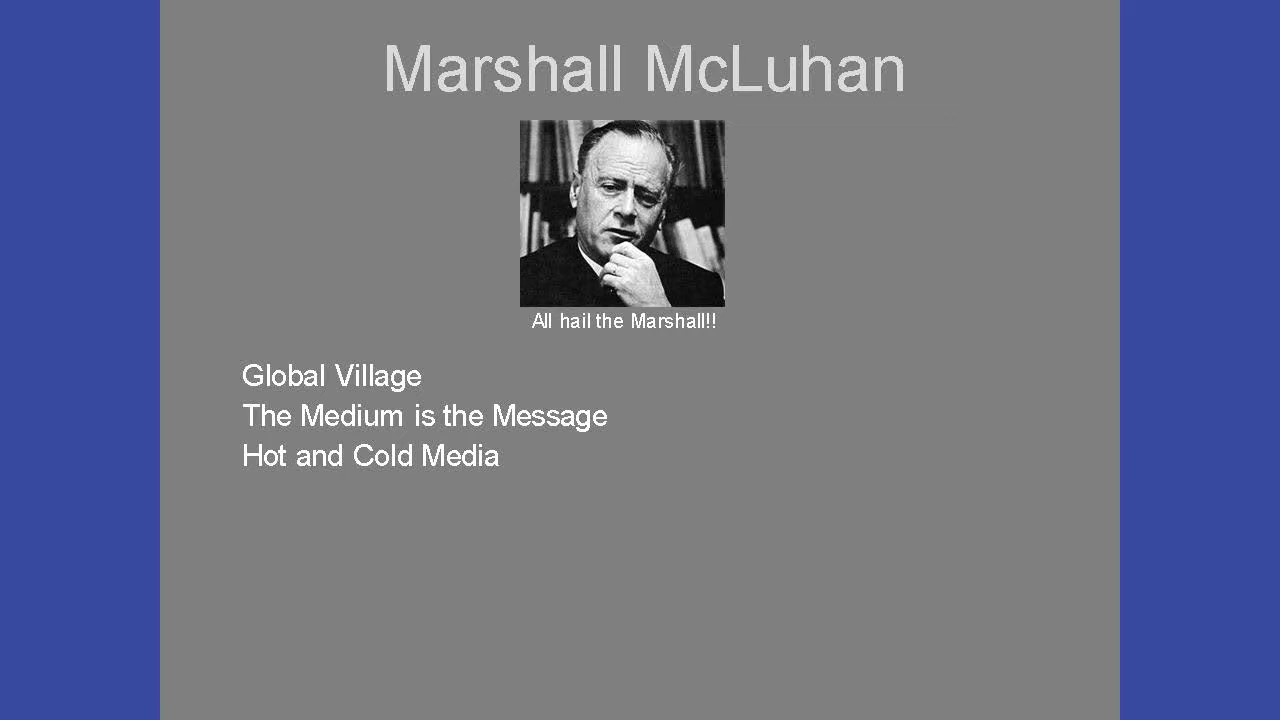 Marshall McLuhan
All hail the Marshall!!
Global Village
The Medium is the Message
Hot and Cold Media